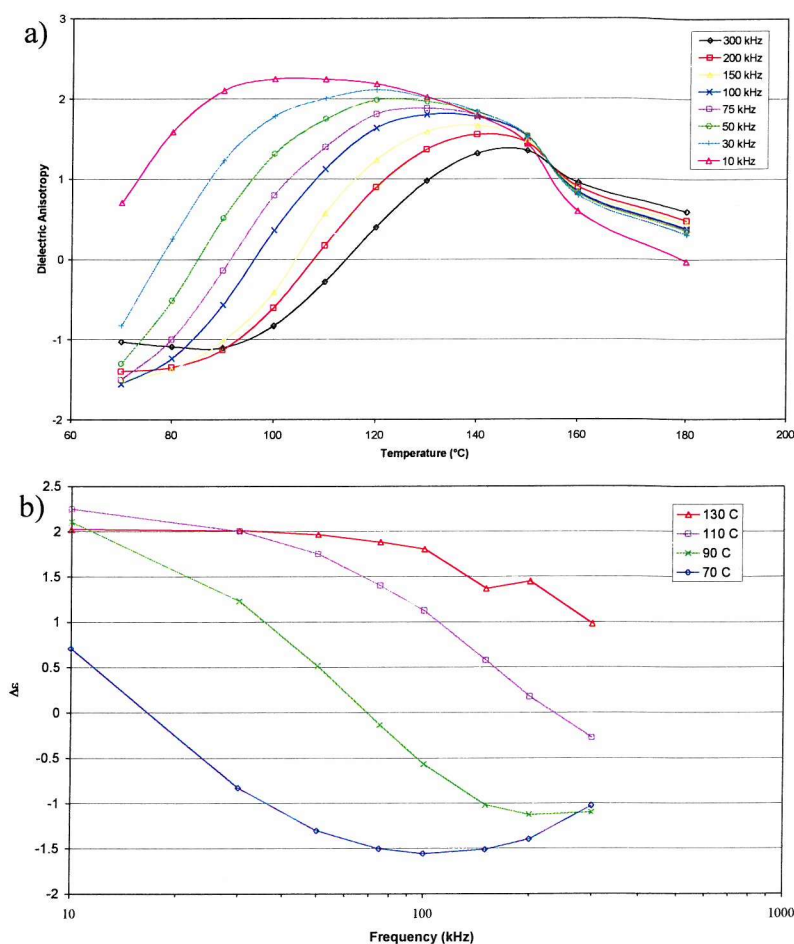 a)
3
2
1
0
-1
-2
Dielectric Anisotropy
60
80
100
120
140
160
180
200
Temperature (°C)
300 kHz
200 kHz
150 kHz
100 kHz
75 kHz
50 kHz
30 kHz
10 kHz
b)
2.5
2
1.5
1
0.5
0
-0.5
-1
-1.5
-2
Δε
10
100
1000
Frequency (kHz)
130 C
110 C
90 C
70 C